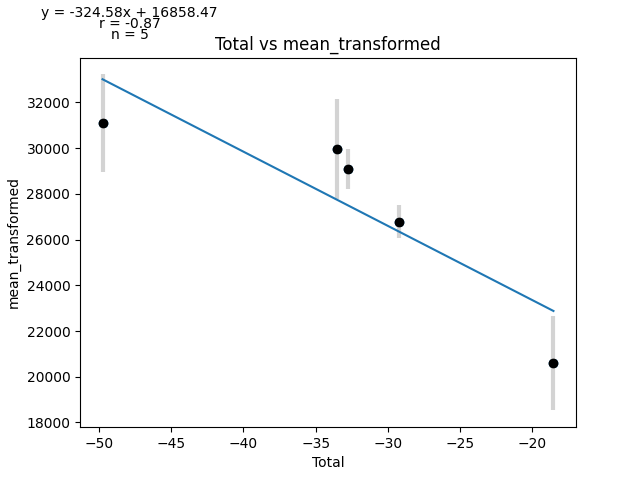 y = -324.58x + 16858.47
r = -0.87
n = 5
Total vs mean_transformed
32000
30000
28000
26000
24000
22000
20000
18000
mean_transformed
−50
−45
−40
−35
−30
−25
−20
Total